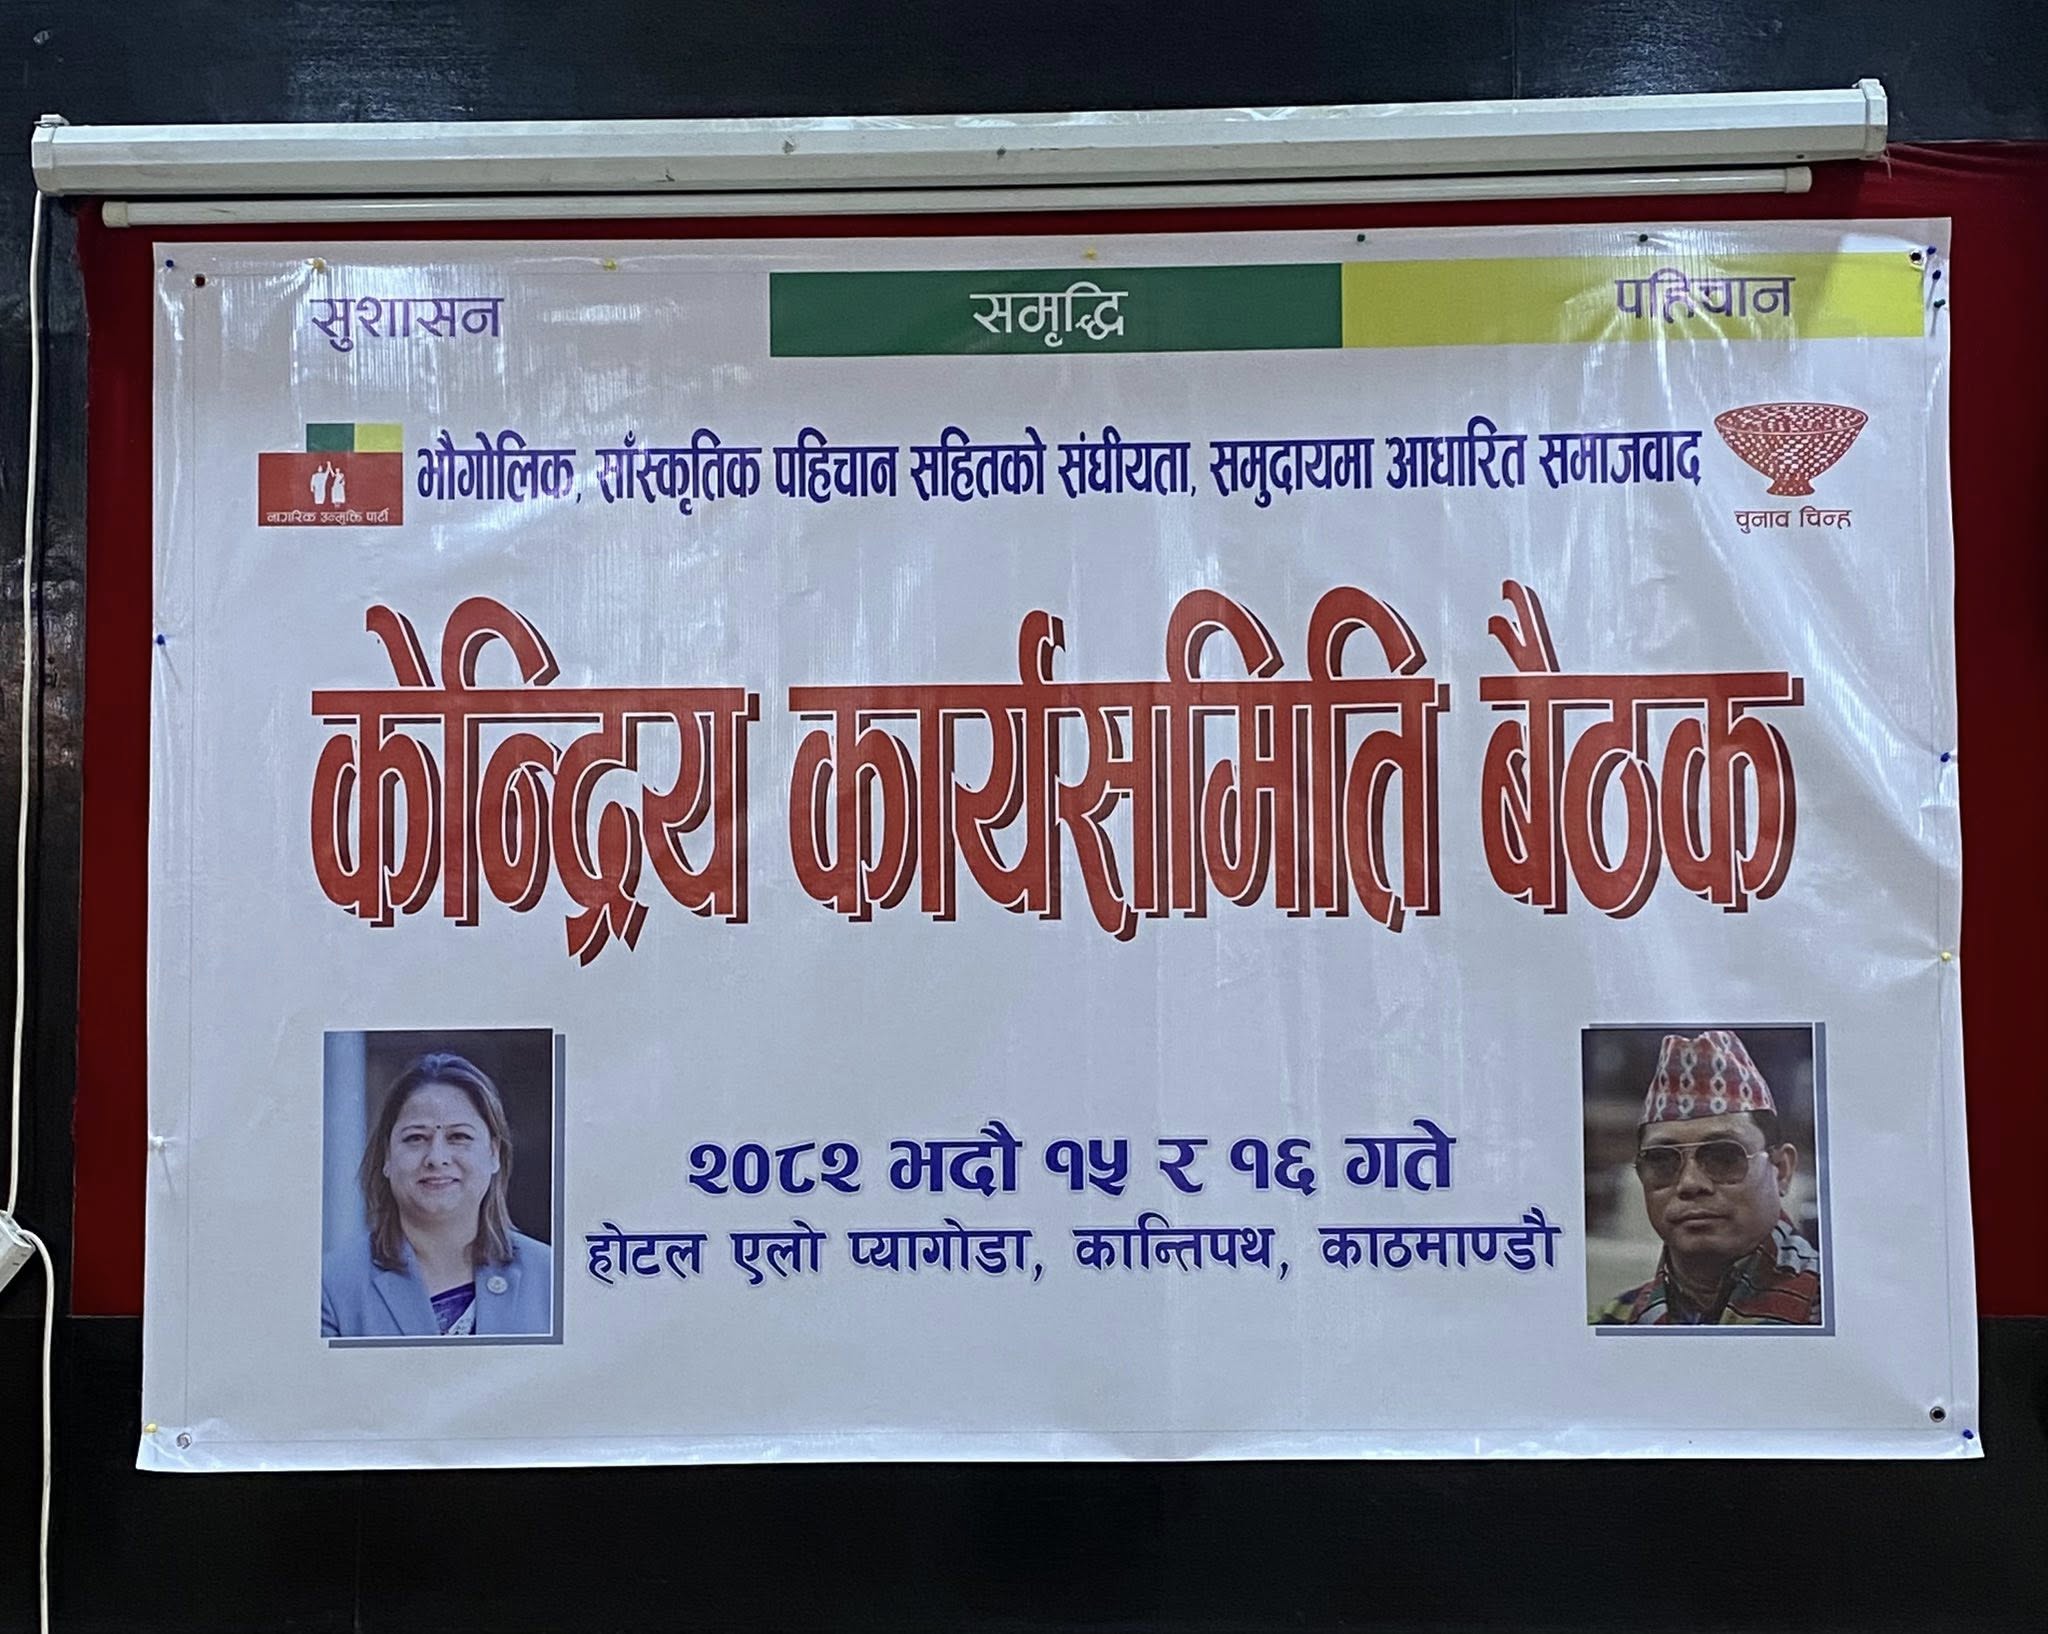 सुशासन समृद्धि पहिचान
भौगोलिक, साँस्कृतिक पहिचान सहितको संघीयता, समुदायमा आधारित समाजवाद
नागरिक उन्मुक्ति पार्टी
चुनाव चिन्ह
केन्द्रिय कार्यसमिति बैठक
२०८२ भदौ १५ र १६ गते
होटल एलो प्यागोडा, कान्तिपथ, काठमाण्डौ